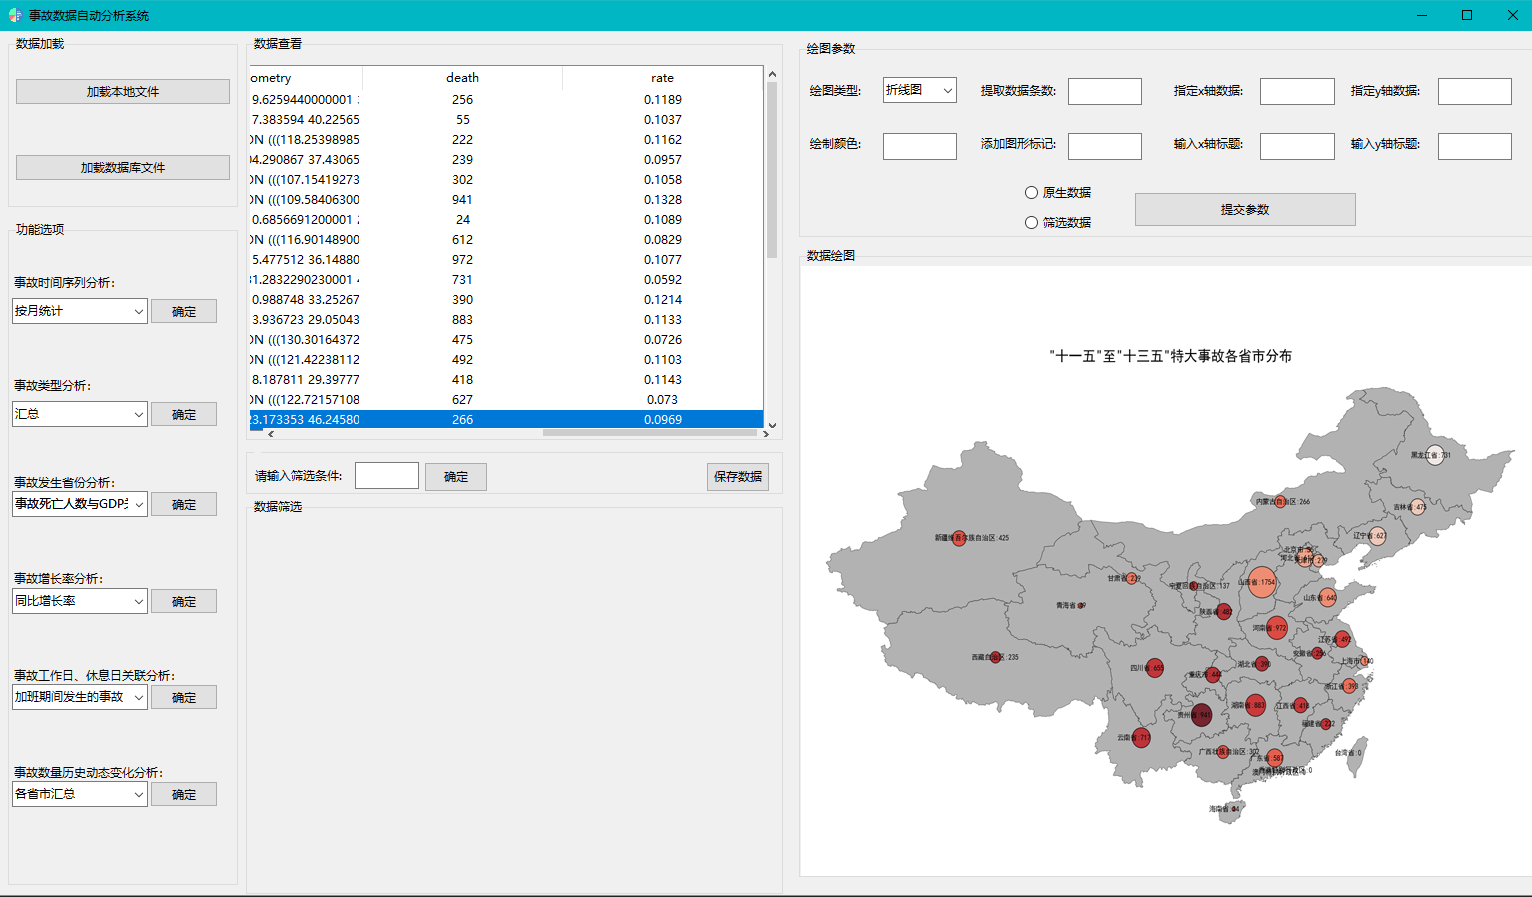 事故数据自动分析系统
数据加载
加载本地文件
加载数据库文件
功能选项
事故时间序列分析：
按月统计 确定
事故类型分析：
汇总 确定
事故发生省份分析：
事故死亡人数与GDP 确定
事故增长率分析：
同比增长率 确定
事故工作日、休息日关联分析：
加班期间发生的事故 确定
事故数量历史动态变化分析：
各省市汇总 确定
数据查看
ometry death rate
9.6259440000001 256 0.1189
7.383594 40.22565 55 0.1037
ON (((118.25398985 222 0.1162
04.290867 37.43065 239 0.0957
ON (((107.15419273 302 0.1058
ON (((109.58406300 941 0.1328
0.6856691200001 24 0.1089
ON (((116.90148900 612 0.0829
5.477512 36.14880 972 0.1077
31.2832290230001 731 0.0592
0.988748 33.25267 390 0.1214
3.936723 29.05043 883 0.1133
ON (((130.30164372 475 0.0726
ON (((121.42238112 492 0.1103
8.187811 29.39777 418 0.1143
ON (((122.72157108 627 0.073
23.173353 46.24580 266 0.0969
请输入筛选条件: 确定 保存数据
数据筛选
绘图参数
绘图类型: 折线图 提取数据条数: 指定x轴数据: 指定y轴数据:
绘制颜色: 添加图形标记: 输入x轴标题: 输入y轴标题:
原生数据
筛选数据
提交参数
数据绘图
"十一五"至"十三五"特大事故各省市分布
黑龙江省:731
内蒙古自治区:266
吉林省:475
辽宁省:627
新疆维吾尔族自治区:425
北京市:
河北省:
天津市:279
甘肃省:239
宁夏回族自治区:137
山西省:1754
山东省:640
青海省:
陕西省:482
河南省:972
江苏省:492
安徽省:256
上海市:140
西藏自治区:235
四川省:655
重庆市:444
湖北省:390
浙江省:393
贵州省:941
湖南省:883
江西省:418
福建省:222
云南省:717
广西壮族自治区:302
广东省:587
台湾省:0
海南省: